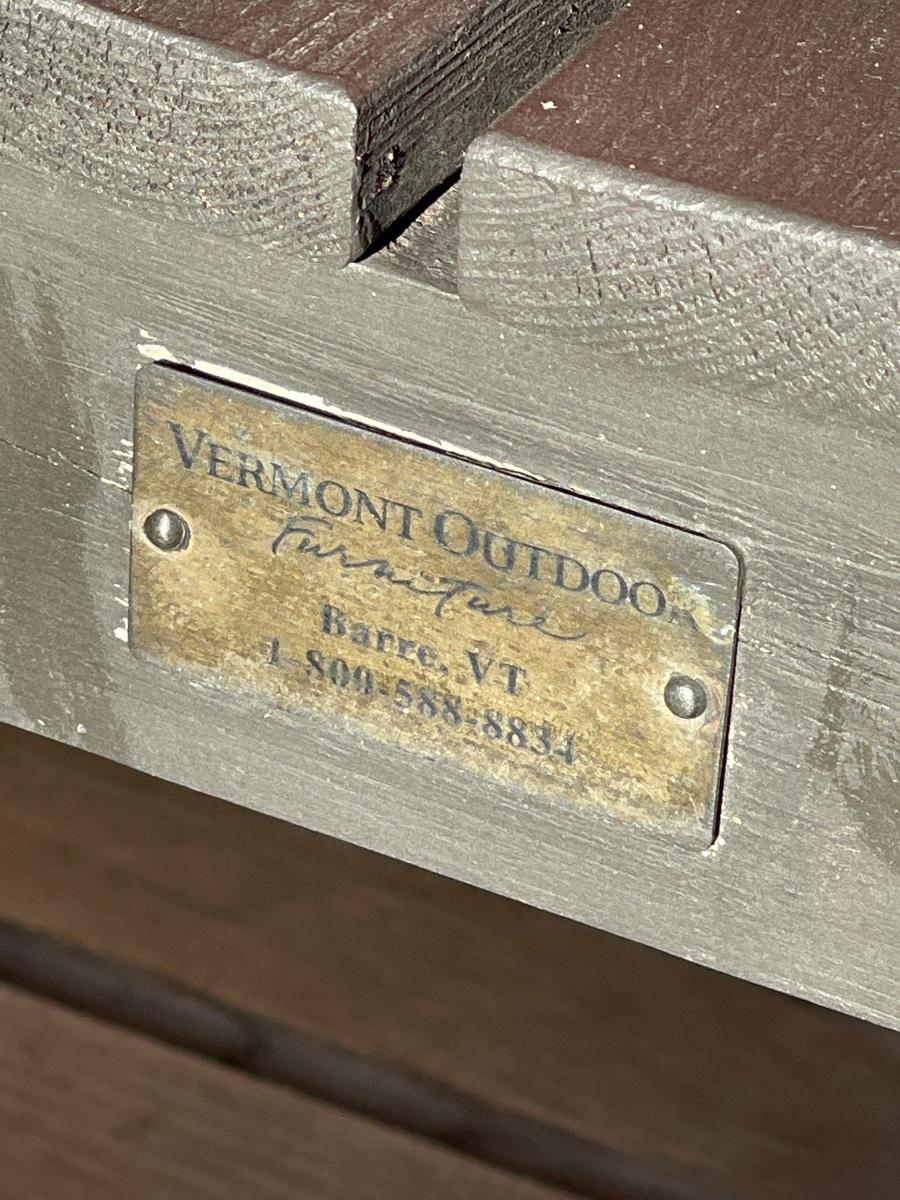 VERMONT OUTDOOR
Furniture
Barre, VT
1-800-588-8834